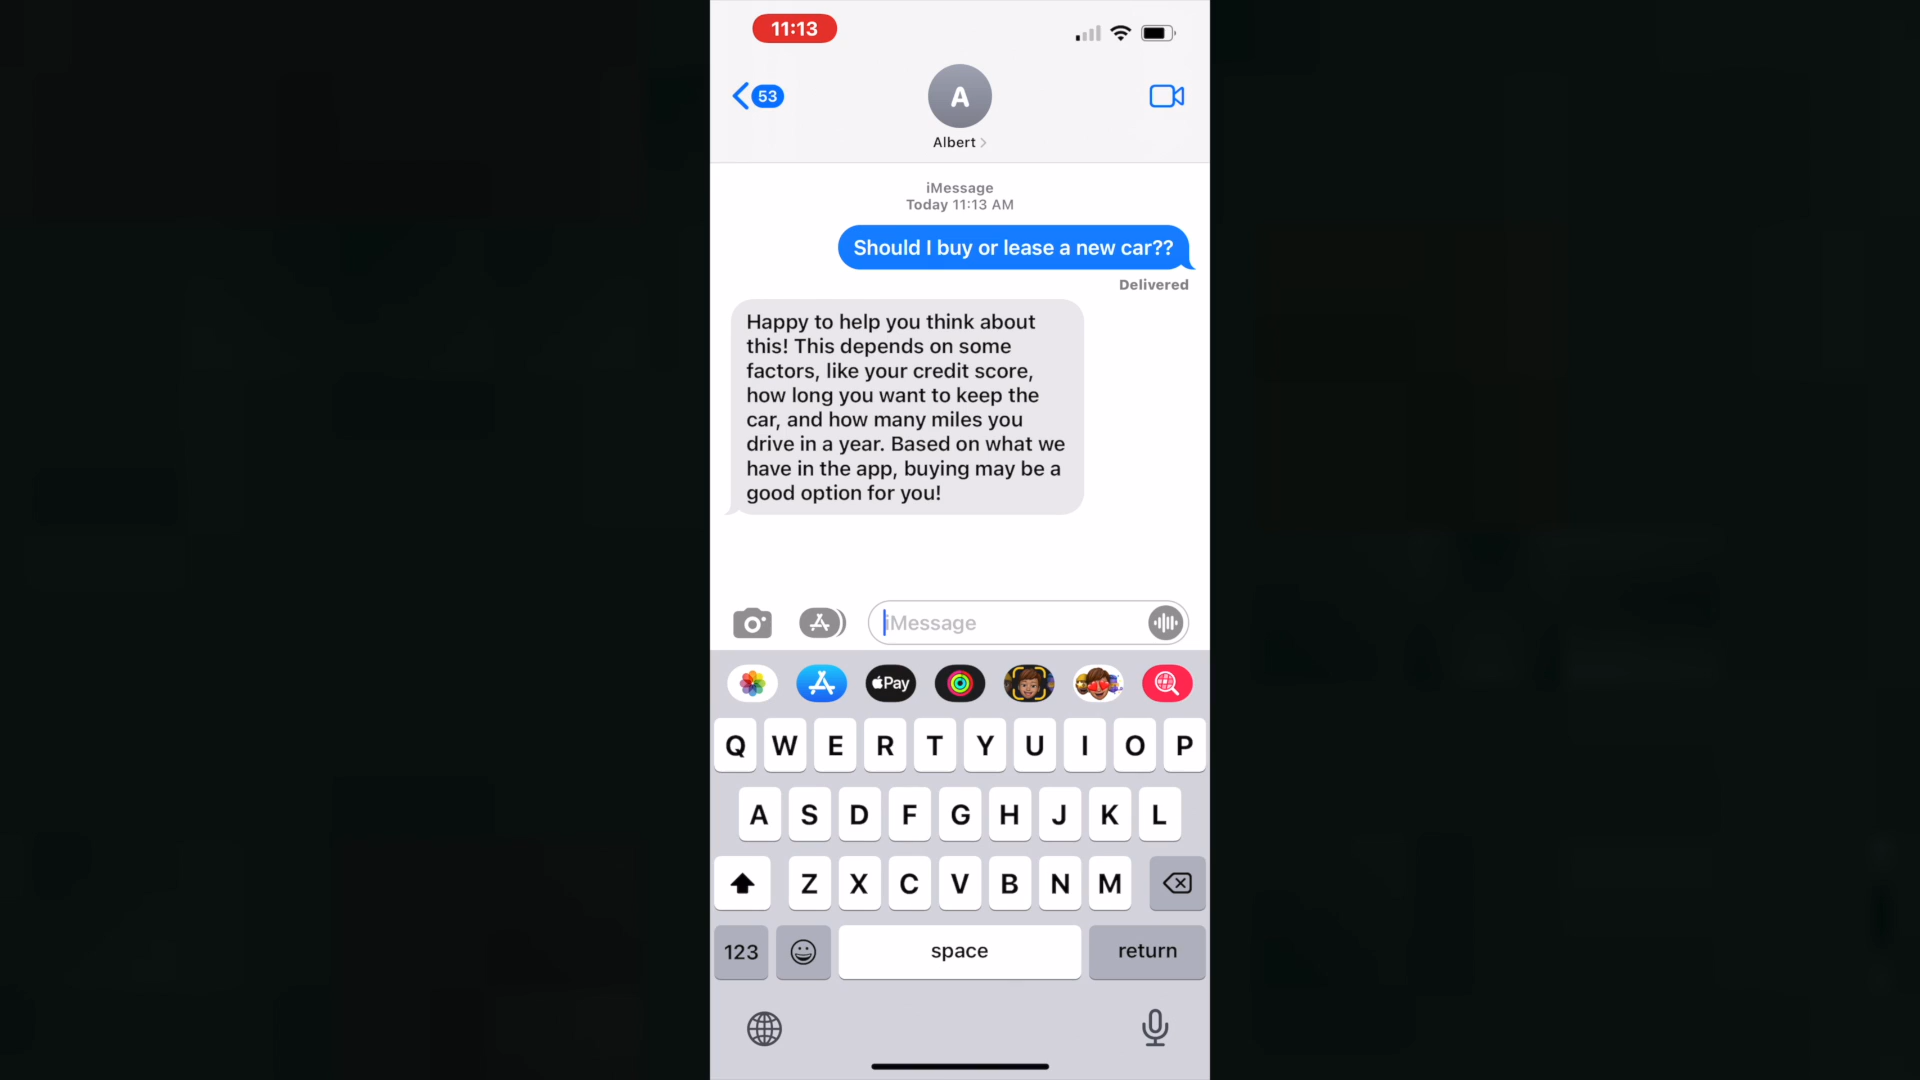 11:13
53
A
Albert
iMessage
Today 11:13 AM
Should I buy or lease a new car??
Delivered
Happy to help you think about
this! This depends on some
factors, like your credit score,
how long you want to keep the
car, and how many miles you
drive in a year. Based on what we
have in the app, buying may be a
good option for you!
iMessage
Pay
Q W E R T Y U I O P
A S D F G H J K L
Z X C V B N M
123 space return